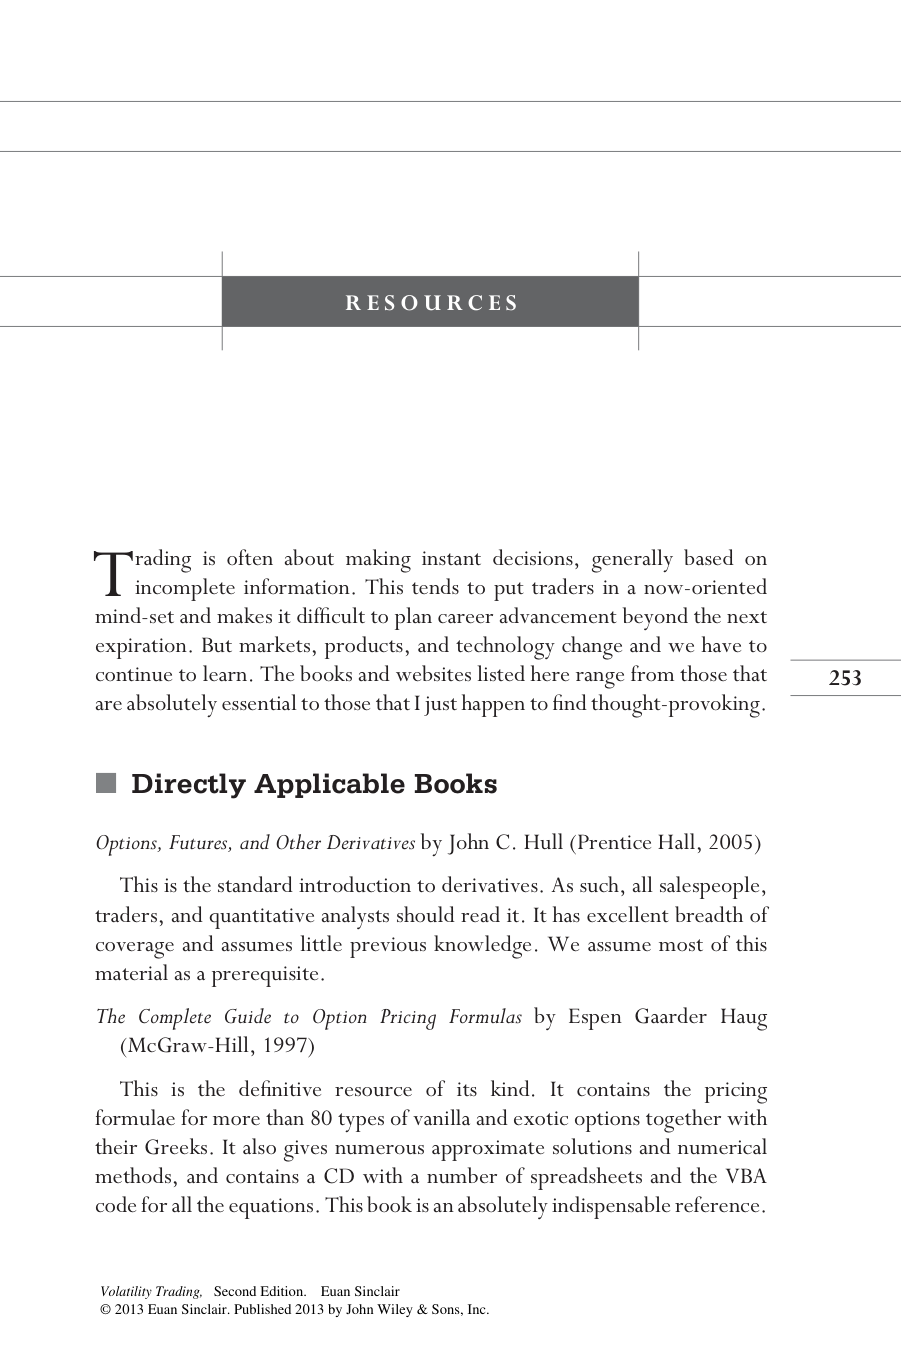 RESOURCES
Trading is often about making instant decisions, generally based on
incomplete information. This tends to put traders in a now-oriented
mind-set and makes it difficult to plan career advancement beyond the next
expiration. But markets, products, and technology change and we have to
continue to learn. The books and websites listed here range from those that
are absolutely essential to those that I just happen to find thought-provoking.
253
Directly Applicable Books
Options, Futures, and Other Derivatives by John C. Hull (Prentice Hall, 2005)
This is the standard introduction to derivatives. As such, all salespeople,
traders, and quantitative analysts should read it. It has excellent breadth of
coverage and assumes little previous knowledge. We assume most of this
material as a prerequisite.
The Complete Guide to Option Pricing Formulas by Espen Gaarder Haug
(McGraw-Hill, 1997)
This is the definitive resource of its kind. It contains the pricing
formulae for more than 80 types of vanilla and exotic options together with
their Greeks. It also gives numerous approximate solutions and numerical
methods, and contains a CD with a number of spreadsheets and the VBA
code for all the equations. This book is an absolutely indispensable reference.
Volatility Trading, Second Edition. Euan Sinclair
© 2013 Euan Sinclair. Published 2013 by John Wiley & Sons, Inc.